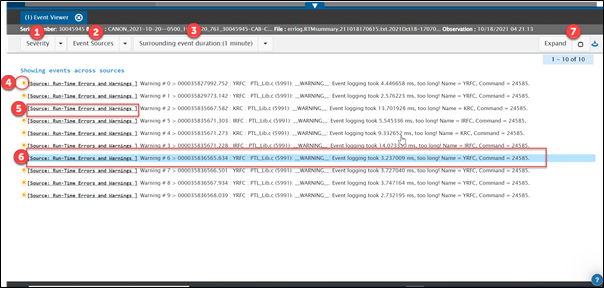 (1) Event Viewer
Serial Number: 30045945 B CANON_2021-10-20--0500_1 20_761_30045945-CAB-C... File : errlog.RTMsummary.211018170615.txt.2021Oct18-17070... Observation : 10/18/2021 04:21:13
1 2 3 7
Severity Event Sources Surrounding event duration (1 minute) Expand
1 - 10 of 10
Showing events across sources
4 [Source: Run-Time Errors and Warnings ] Warning # 0 > 000035827992.752 YRFC : PTL_Lib.c (5991): __WARNING__: Event logging took 4.446658 ms, too long! Name = YRFC, Command = 24585.
[Source: Run-Time Errors and Warnings ] Warning # 1 > 000035829773.142 YRFC : PTL_Lib.c (5991): __WARNING__: Event logging took 2.576223 ms, too long! Name = YRFC, Command = 24585.
5 [Source: Run-Time Errors and Warnings ] Warning # 2 > 000035835667.582 KRC : PTL_Lib.c (5991): __WARNING__: Event logging took 13.701928 ms, too long! Name = KRC, Command = 24585.
[Source: Run-Time Errors and Warnings ] Warning # 5 > 000035835671.303 IRFC : PTL_Lib.c (5991): __WARNING__: Event logging took 5.545336 ms, too long! Name = IRFC, Command = 24585.
[Source: Run-Time Errors and Warnings ] Warning # 4 > 000035835671.273 KRC : PTL_Lib.c (5991): __WARNING__: Event logging took 9.332652 ms, too long! Name = KRC, Command = 24585.
[Source: Run-Time Errors and Warnings ] Warning # 3 > 000035835671.228 IRFC : PTL_Lib.c (5991): __WARNING__: Event logging took 14.073350 ms, too long! Name = IRFC, Command = 24585.
6 [Source: Run-Time Errors and Warnings ] Warning # 6 > 000035836565.634 YRFC : PTL_Lib.c (5991): __WARNING__: Event logging took 3.237009 ms, too long! Name = YRFC, Command = 24585.
[Source: Run-Time Errors and Warnings ] Warning # 7 > 000035836566.501 YRFC : PTL_Lib.c (5991): __WARNING__: Event logging took 3.727040 ms, too long! Name = YRFC, Command = 24585.
[Source: Run-Time Errors and Warnings ] Warning # 8 > 000035836567.934 YRFC : PTL_Lib.c (5991): __WARNING__: Event logging took 3.747164 ms, too long! Name = YRFC, Command = 24585.
[Source: Run-Time Errors and Warnings ] Warning # 9 > 000035836568.039 YRFC : PTL_Lib.c (5991): __WARNING__: Event logging took 2.732195 ms, too long! Name = YRFC, Command = 24585.
?